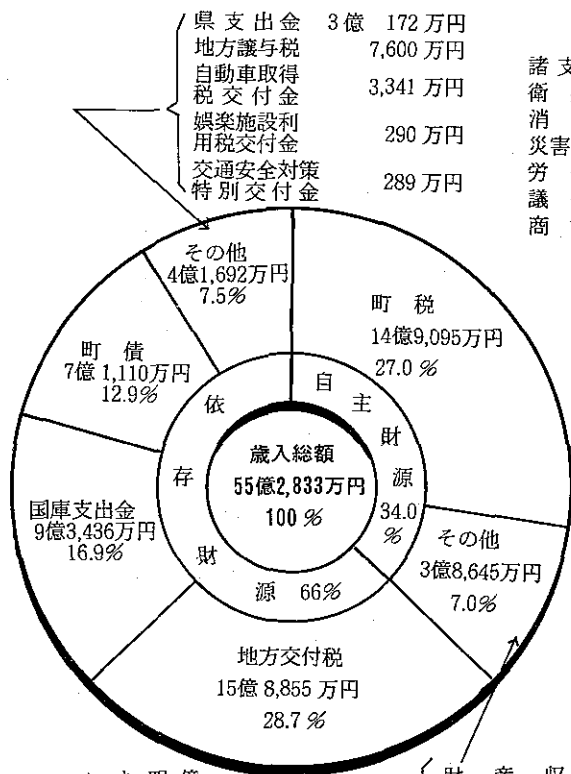 県支出金 3億 172万円
地方譲与税 7,600万円
自動車取得
税交付金 3,341万円
娯楽施設利
用税交付金 290万円
交通安全対策
特別交付金 289万円
諸支
衛
消
災害
労
議
商
その他
4億1,692万円
7.5%
町税
14億9,095万円
27.0%
町債
7億1,110万円
12.9%
国庫支出金
9億3,436万円
16.9%
地方交付税
15億8,855万円
28.7%
その他
3億8,645万円
7.0%
自主財源
34.0
%
依存財源 66%
歳入総額
55億2,833万円
100%
財産収